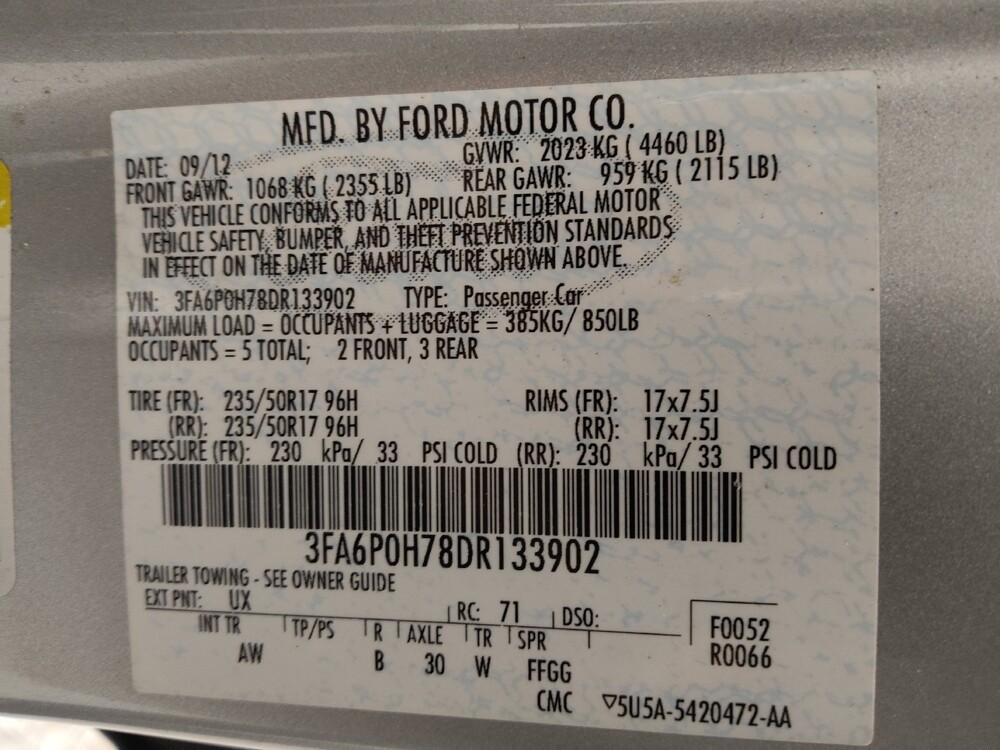 MFD. BY FORD MOTOR CO.
DATE: 09/12 GVWR: 2023 KG ( 4460 LB)
FRONT GAWR: 1068 KG ( 2355 LB) REAR GAWR: 959 KG ( 2115 LB)
THIS VEHICLE CONFORMS TO ALL APPLICABLE FEDERAL MOTOR
VEHICLE SAFETY, BUMPER, AND THEFT PREVENTION STANDARDS
IN EFFECT ON THE DATE OF MANUFACTURE SHOWN ABOVE.
VIN: 3FA6P0H78DR133902 TYPE: Passenger Car
MAXIMUM LOAD = OCCUPANTS + LUGGAGE = 385KG/ 850LB
OCCUPANTS = 5 TOTAL; 2 FRONT, 3 REAR
TIRE (FR): 235/50R17 96H RIMS (FR): 17x7.5J
(RR): 235/50R17 96H (RR): 17x7.5J
PRESSURE (FR): 230 kPa/ 33 PSI COLD (RR): 230 kPa/ 33 PSI COLD
3FA6P0H78DR133902
TRAILER TOWING - SEE OWNER GUIDE
EXT PNT: UX RC: 71 DSO:
INT TR TP/PS R AXLE TR SPR F0052
AW B 30 W FFGG R0066
CMC ▽5U5A-5420472-AA